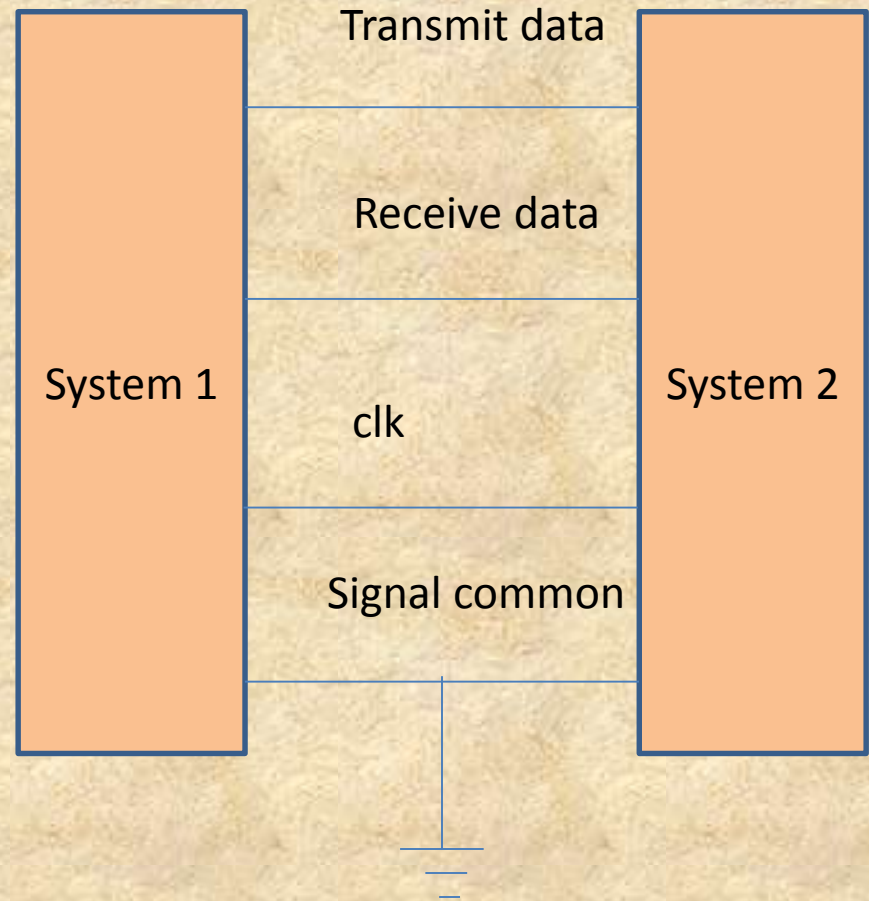 Transmit data
Receive data
System 1
System 2
clk
Signal common